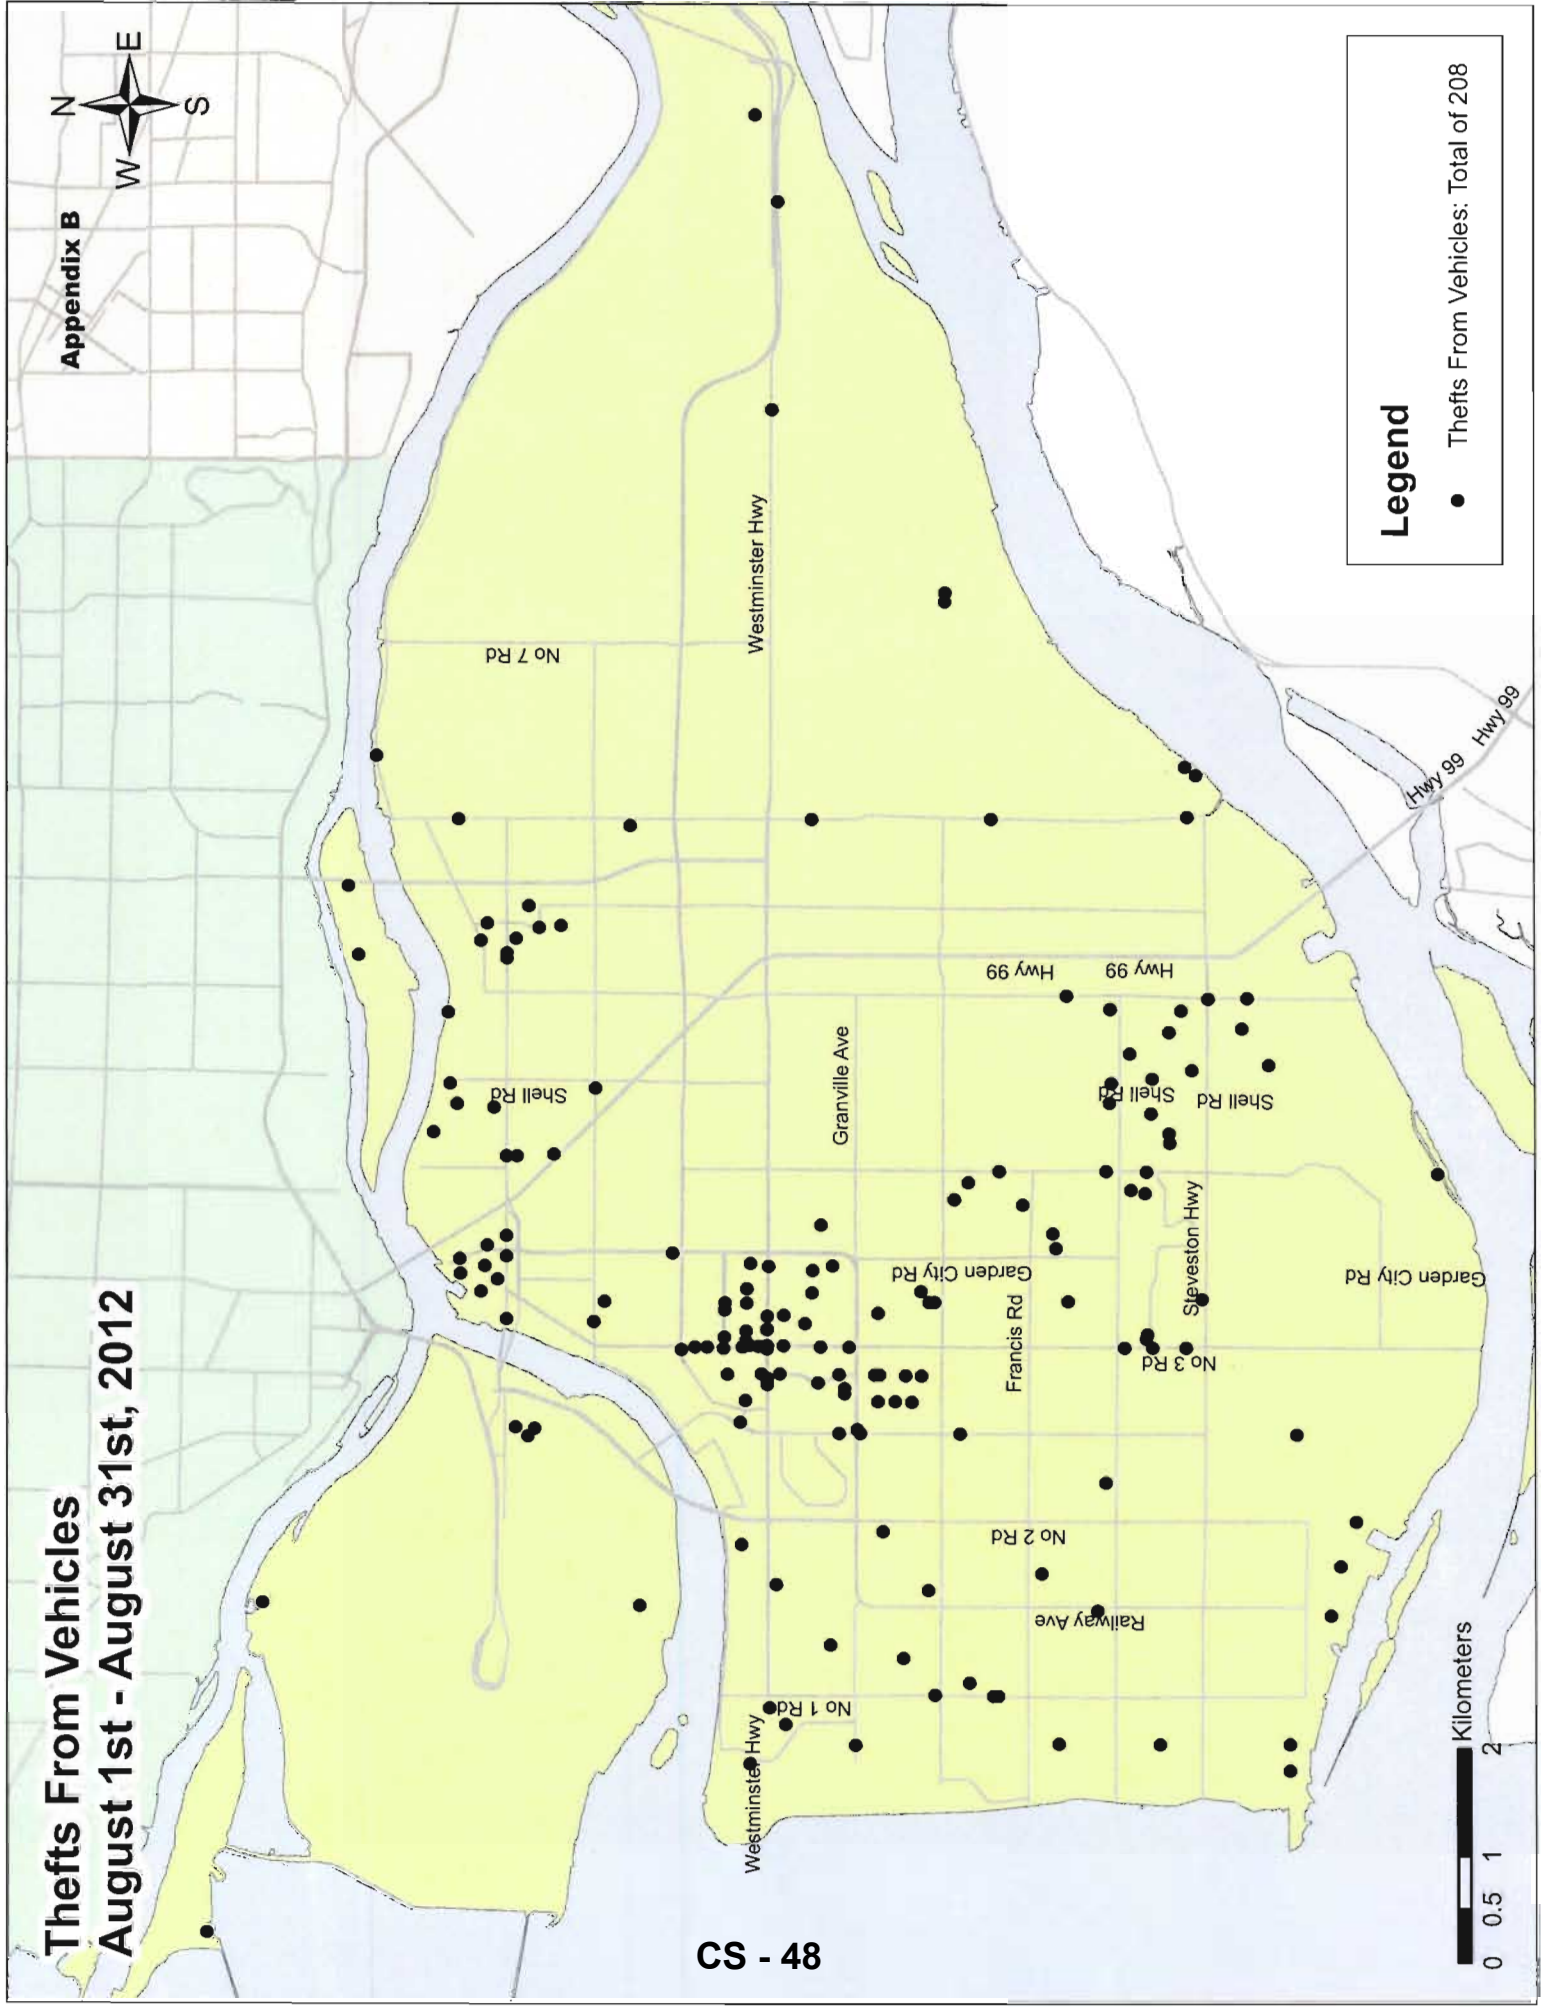 Thefts From Vehicles
August 1st - August 31st, 2012
Appendix B
N
W
E
S
No 7 Rd
Westminster Hwy
Shell Rd
Granville Ave
Hwy 99
Hwy 99
Hwy 99
Hwy 99
Shell Rd
Shell Rd
Garden City Rd
Francis Rd
Steveston Hwy
Garden City Rd
No 3 Rd
No 2 Rd
Railway Ave
No 1 Rd
Westminster Hwy
Legend
Thefts From Vehicles: Total of 208
Kilometers
0 0.5 1 2
CS - 48